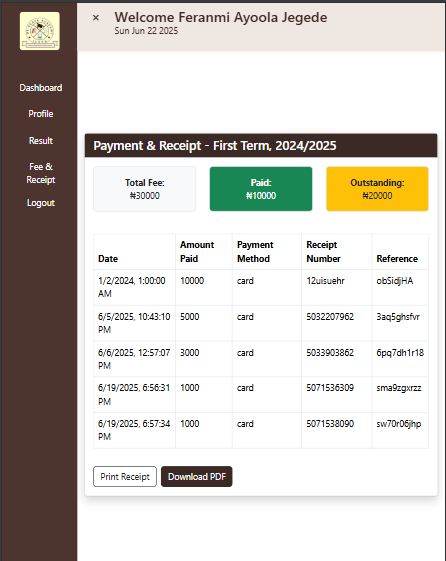 × Welcome Feranmi Ayoola Jegede
Sun Jun 22 2025
Dashboard
Profile
Result
Fee &
Receipt
Logout
Payment & Receipt - First Term, 2024/2025
Total Fee: Paid: Outstanding:
₦30000 ₦10000 ₦20000
Date Amount Paid Payment Method Receipt Number Reference
1/2/2024, 1:00:00 AM 10000 card 12uisuehr obSidjHA
6/5/2025, 10:43:10 PM 5000 card 5032207962 3aq5ghsfvr
6/6/2025, 12:57:07 PM 3000 card 5033903862 6pq7dh1r18
6/19/2025, 6:56:31 PM 1000 card 5071536309 sma9zgxrzz
6/19/2025, 6:57:34 PM 1000 card 5071538090 sw70r06jhp
Print Receipt Download PDF